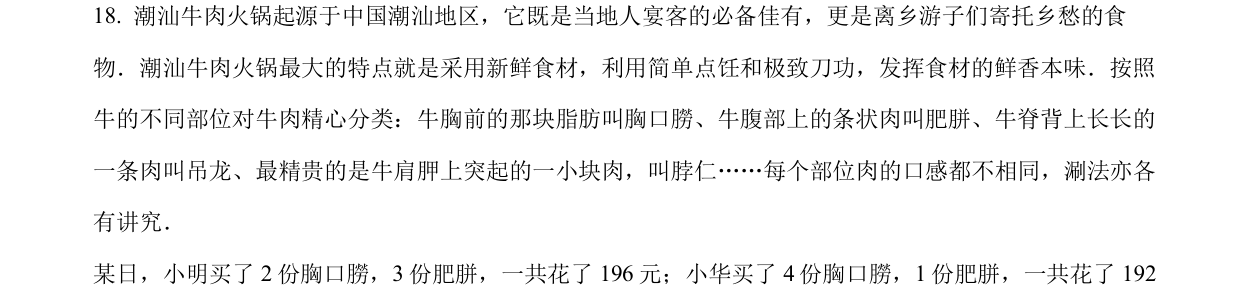 18. 潮汕牛肉火锅起源于中国潮汕地区，它既是当地人宴客的必备佳有，更是离乡游子们寄托乡愁的食
物．潮汕牛肉火锅最大的特点就是采用新鲜食材，利用简单点饪和极致刀功，发挥食材的鲜香本味．按照
牛的不同部位对牛肉精心分类：牛胸前的那块脂肪叫胸口朥、牛腹部上的条状肉叫肥胼、牛脊背上长长的
一条肉叫吊龙、最精贵的是牛肩胛上突起的一小块肉，叫脖仁……每个部位肉的口感都不相同，涮法亦各
有讲究．
某日，小明买了 2 份胸口朥，3 份肥胼，一共花了 196 元；小华买了 4 份胸口朥，1 份肥胼，一共花了 192